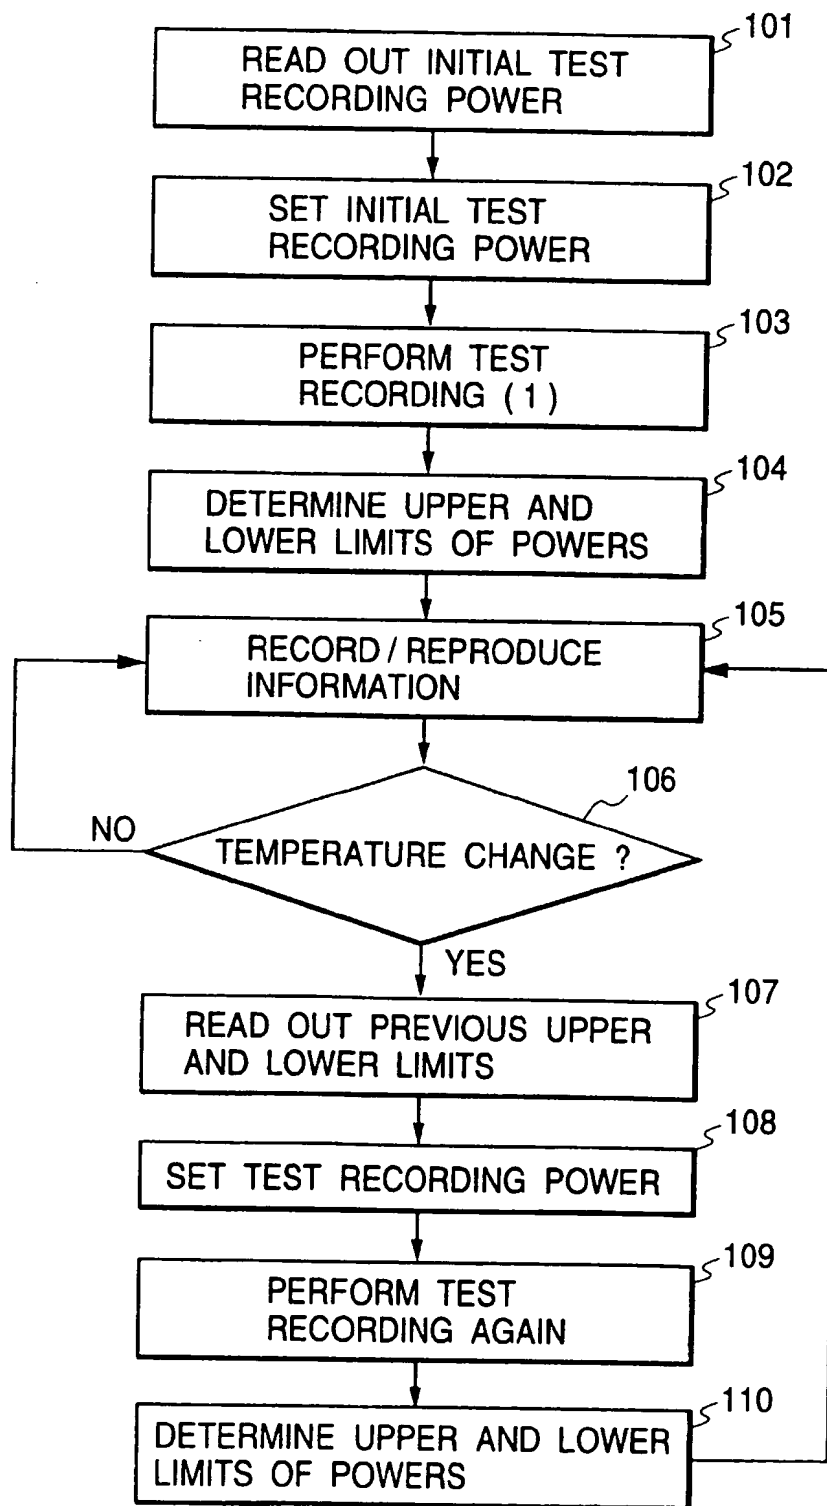 101
READ OUT INITIAL TEST
RECORDING POWER
102
SET INITIAL TEST
RECORDING POWER
103
PERFORM TEST
RECORDING (1)
104
DETERMINE UPPER AND
LOWER LIMITS OF POWERS
105
RECORD/REPRODUCE
INFORMATION
106
NO
TEMPERATURE CHANGE ?
YES
107
READ OUT PREVIOUS UPPER
AND LOWER LIMITS
108
SET TEST RECORDING POWER
109
PERFORM TEST
RECORDING AGAIN
110
DETERMINE UPPER AND LOWER
LIMITS OF POWERS